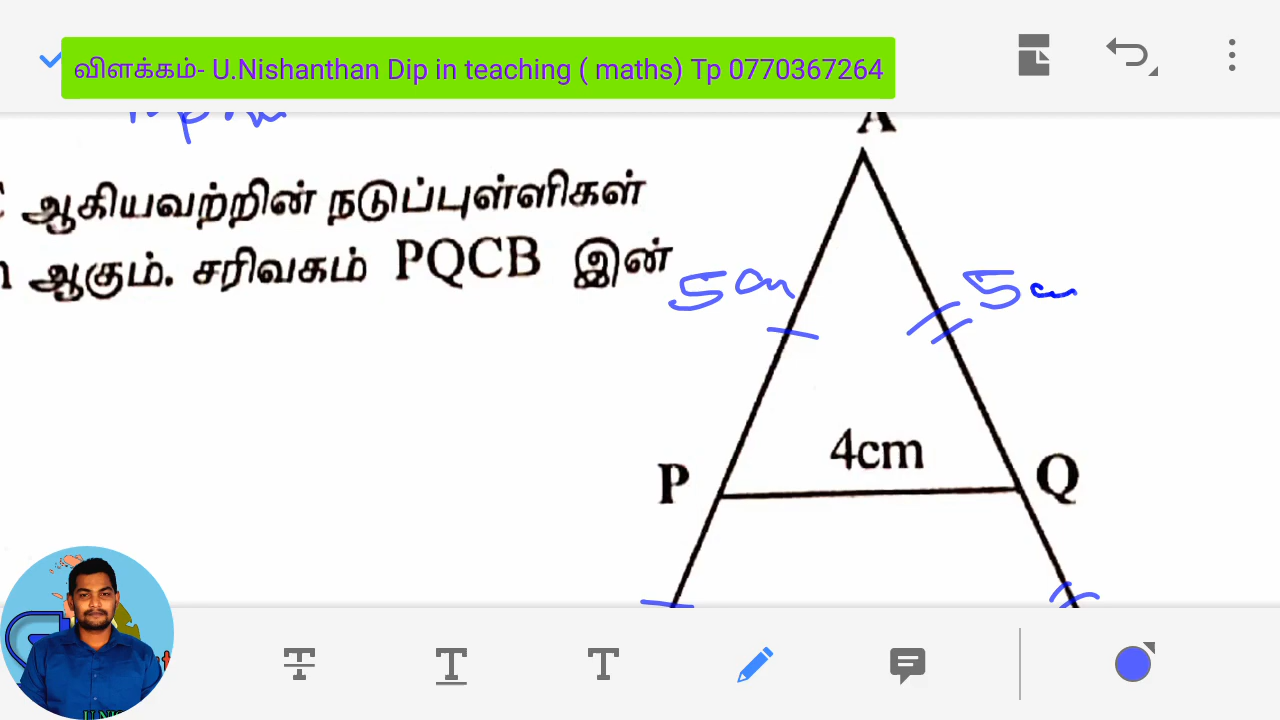 விளக்கம்- U.Nishanthan Dip in teaching ( maths) Tp 0770367264
A
ஆகியவற்றின் நடுப்புள்ளிகள்
ஆகும். சரிவகம் PQCB இன்
5cm
5cm
4cm
P
Q